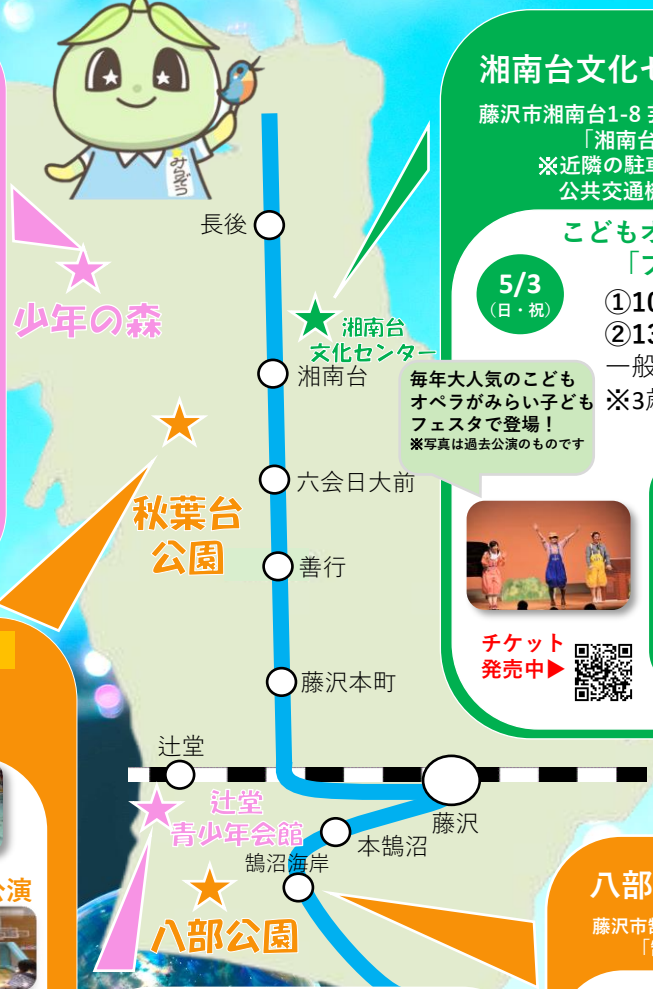 みらぞう
長後
少年の森
湘南台
文化センター
湘南台
秋葉台
公園
六会日大前
善行
藤沢本町
辻堂
辻堂
青少年会館
藤沢
本鵠沼
鵠沼海岸
八部公園
湘南台文化セ
藤沢市湘南台1-8
「湘南台
※近隣の駐車
公共交通機
こどもオ
「ブ
5/3
(日・祝)
①10
②13
一般
※3歳
毎年大人気のこども
オペラがみらい子ども
フェスタで登場！
※写真は過去公演のものです
チケット
発売中▶
公演
八部
藤沢市鵠
「鵠